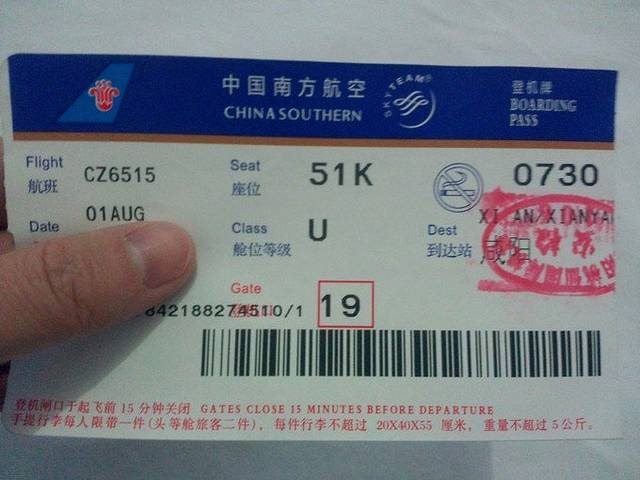 中国南方航空
CHINA SOUTHERN
SKYTEAM
登机牌
BOARDING
PASS
Flight
航班
CZ6515
Seat
座位
51K
0730
Date
01AUG
Class
舱位等级
U
Dest
到达站
XI AN/XIANYA
咸阳
安检
Gate
19
84218827451O/1
登机闸口于起飞前 15 分钟关闭 GATES CLOSE 15 MINUTES BEFORE DEPARTURE
手提行李每人限带一件(头等舱旅客二件)，每件行李不超过 20X40X55 厘米，重量不超过 5公斤。